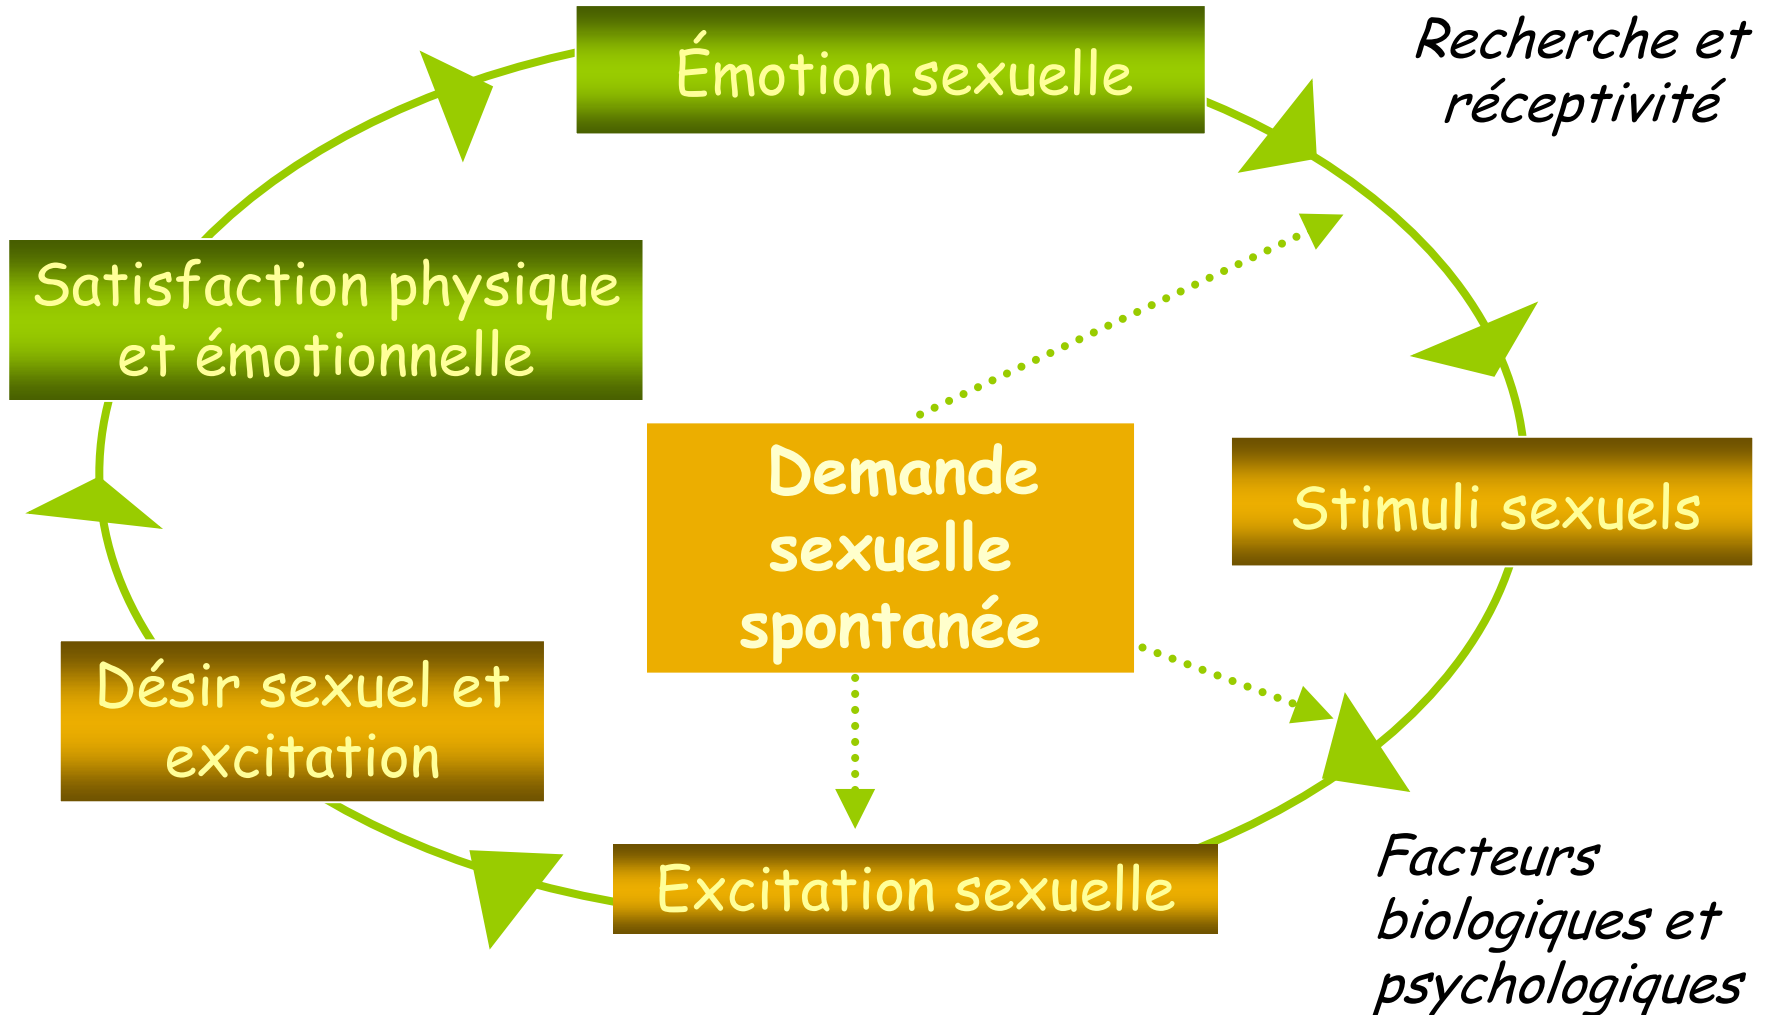 Émotion sexuelle
Recherche et
réceptivité
Satisfaction physique
et émotionnelle
Demande
sexuelle
spontanée
Stimuli sexuels
Désir sexuel et
excitation
Excitation sexuelle
Facteurs
biologiques et
psychologiques